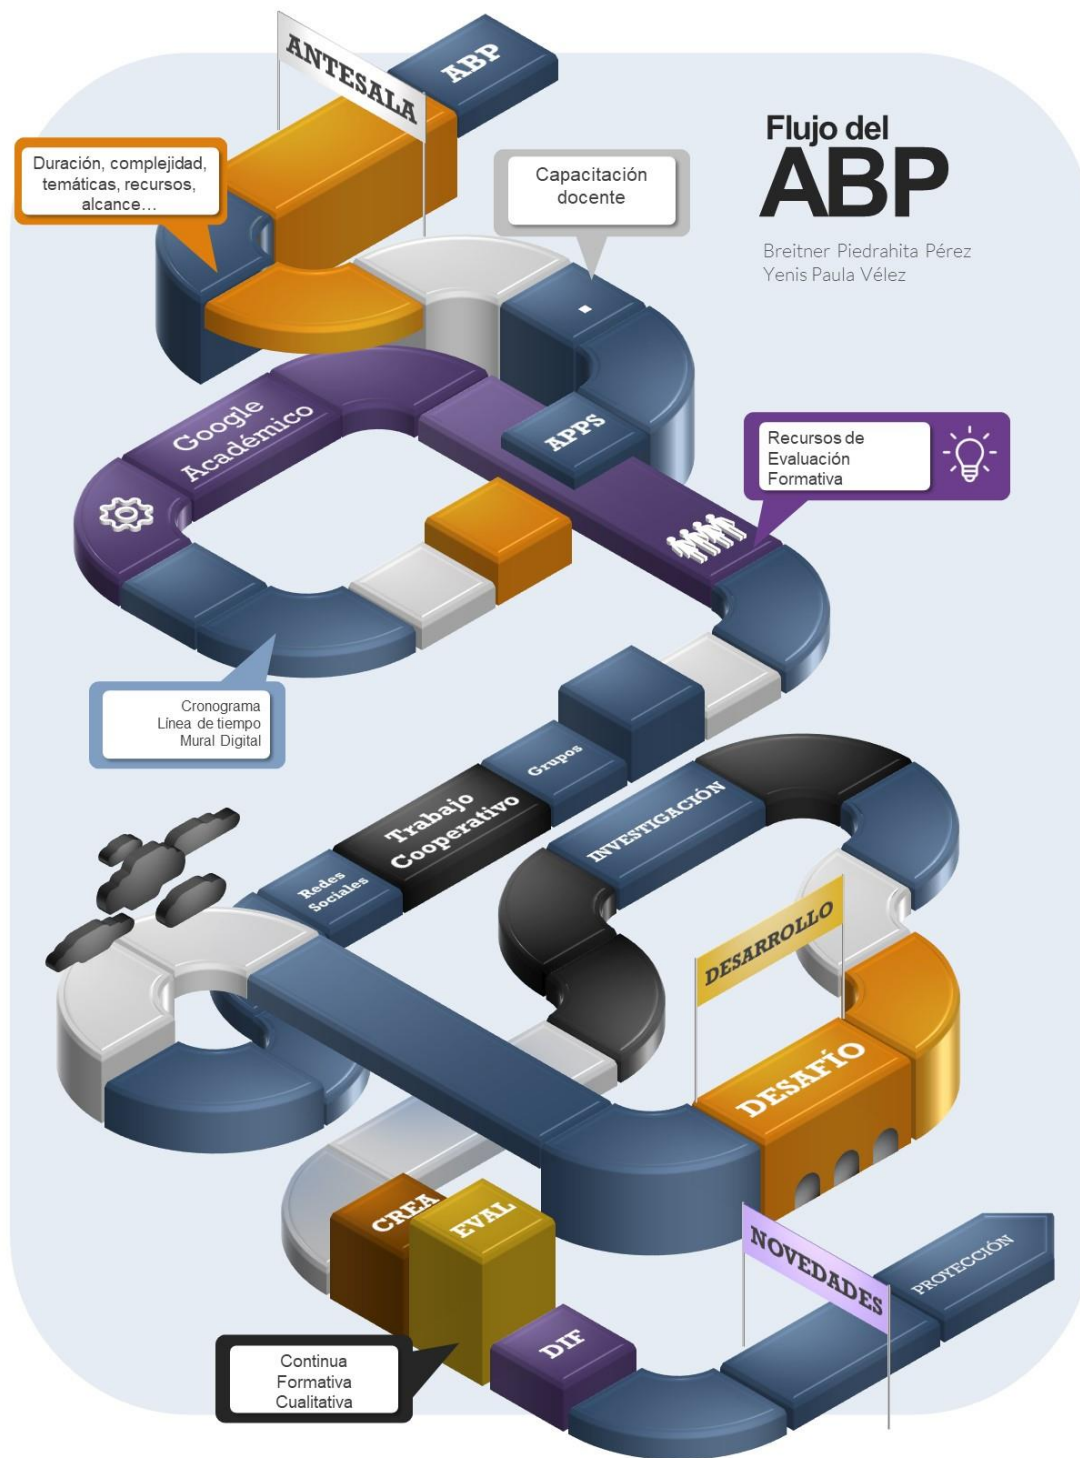 ABP
ANTESALA
Flujo del
ABP
Breitner Piedrahita Pérez
Yenis Paula Vélez
Duración, complejidad,
temáticas, recursos,
alcance…
Capacitación
docente
APPS
Google
Académico
Recursos de
Evaluación
Formativa
Cronograma
Línea de tiempo
Mural Digital
Grupos
Trabajo
Cooperativo
Redes
Sociales
INVESTIGACIÓN
DESARROLLO
DESAFÍO
CREA
EVAL
DIF
Continua
Formativa
Cualitativa
NOVEDADES
PROYECCIÓN